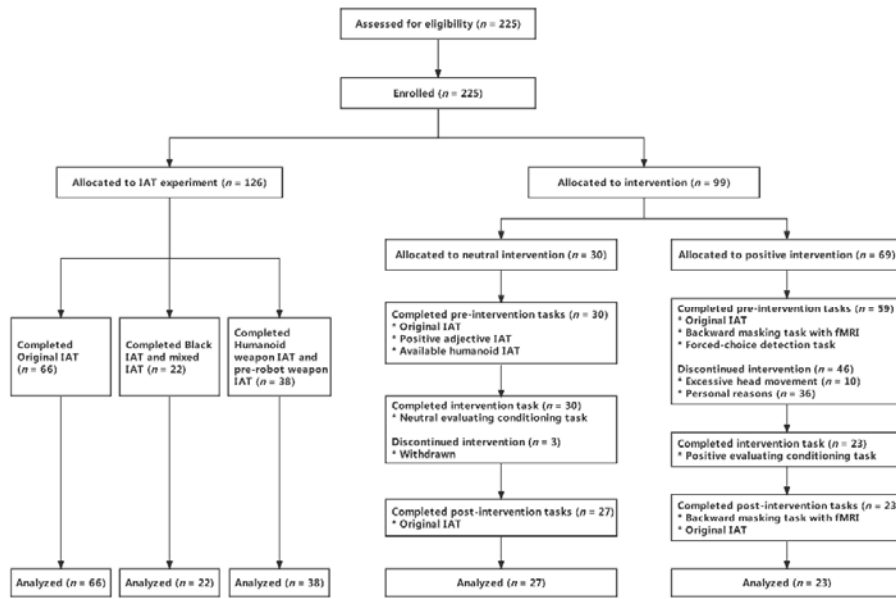 Assessed for eligibility (n = 225)
Enrolled (n = 225)
Allocated to IAT experiment (n = 126)
Allocated to intervention (n = 99)
Allocated to neutral intervention (n = 30)
Allocated to positive intervention (n = 69)
Completed
Original IAT
(n = 66)
Completed Black
IAT and mixed
IAT (n = 22)
Completed
Humanoid
weapon IAT and
pre-robot weapon
IAT (n = 38)
Completed pre-intervention tasks (n = 30)
* Original IAT
* Positive adjective IAT
* Available humanoid IAT
Completed pre-intervention tasks (n = 59)
* Original IAT
* Backward masking task with fMRI
* Forced-choice detection task
Discontinued intervention (n = 46)
* Excessive head movement (n = 10)
* Personal reasons (n = 36)
Completed intervention task (n = 30)
* Neutral evaluating conditioning task
Discontinued intervention (n = 3)
* Withdrawn
Completed intervention task (n = 23)
* Positive evaluating conditioning task
Completed post-intervention tasks (n = 27)
* Original IAT
Completed post-intervention tasks (n = 23
* Backward masking task with fMRI
* Original IAT
Analyzed (n = 66)
Analyzed (n = 22)
Analyzed (n = 38)
Analyzed (n = 27)
Analyzed (n = 23)